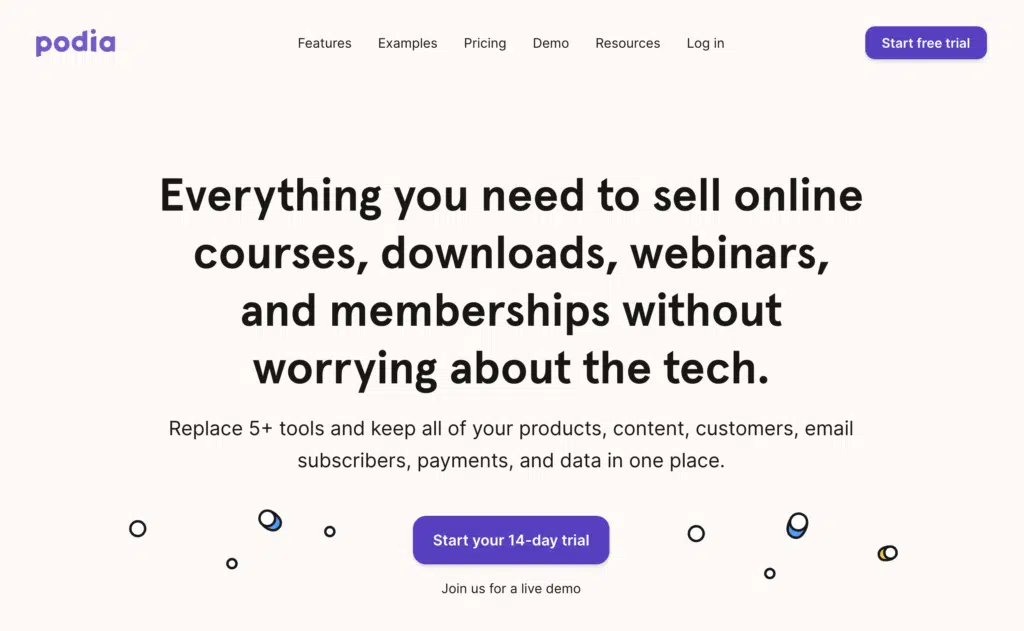 podia
Features Examples Pricing Demo Resources Log in
Start free trial
Everything you need to sell online
courses, downloads, webinars,
and memberships without
worrying about the tech.
Replace 5+ tools and keep all of your products, content, customers, email
subscribers, payments, and data in one place.
Start your 14-day trial
Join us for a live demo